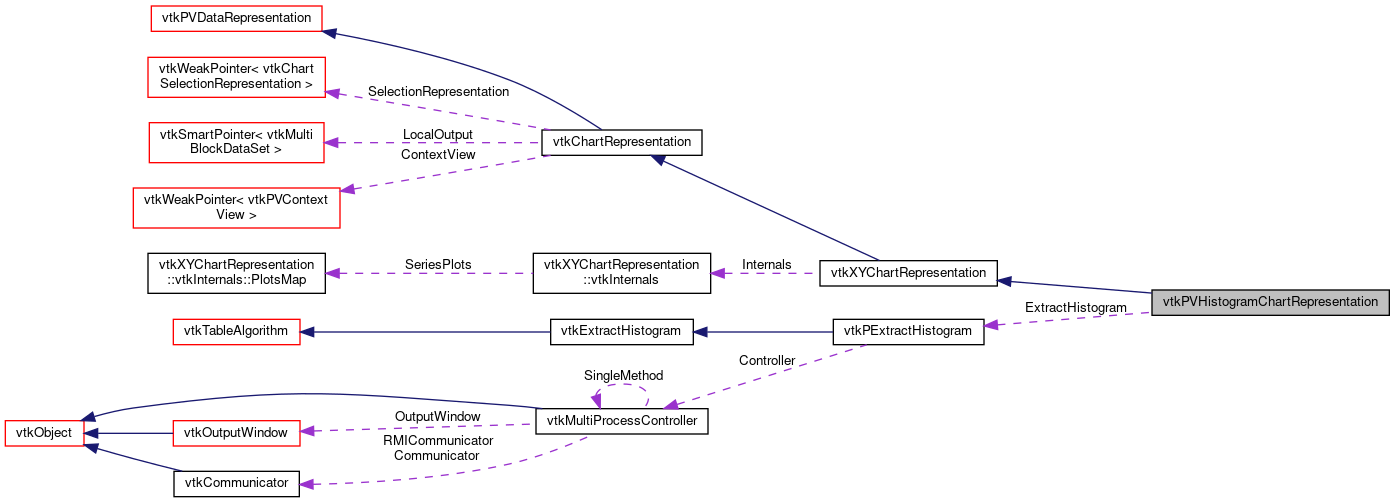 vtkPVDataRepresentation
vtkWeakPointer< vtkChart
SelectionRepresentation >
SelectionRepresentation
vtkSmartPointer< vtkMulti
BlockDataSet >
LocalOutput
ContextView
vtkChartRepresentation
vtkWeakPointer< vtkPVContext
View >
vtkXYChartRepresentation
::vtkInternals::PlotsMap
SeriesPlots
vtkXYChartRepresentation
::vtkInternals
Internals
vtkXYChartRepresentation
vtkPVHistogramChartRepresentation
ExtractHistogram
vtkTableAlgorithm
vtkExtractHistogram
vtkPExtractHistogram
Controller
SingleMethod
vtkObject
vtkOutputWindow
OutputWindow
vtkMultiProcessController
RMICommunicator
Communicator
vtkCommunicator